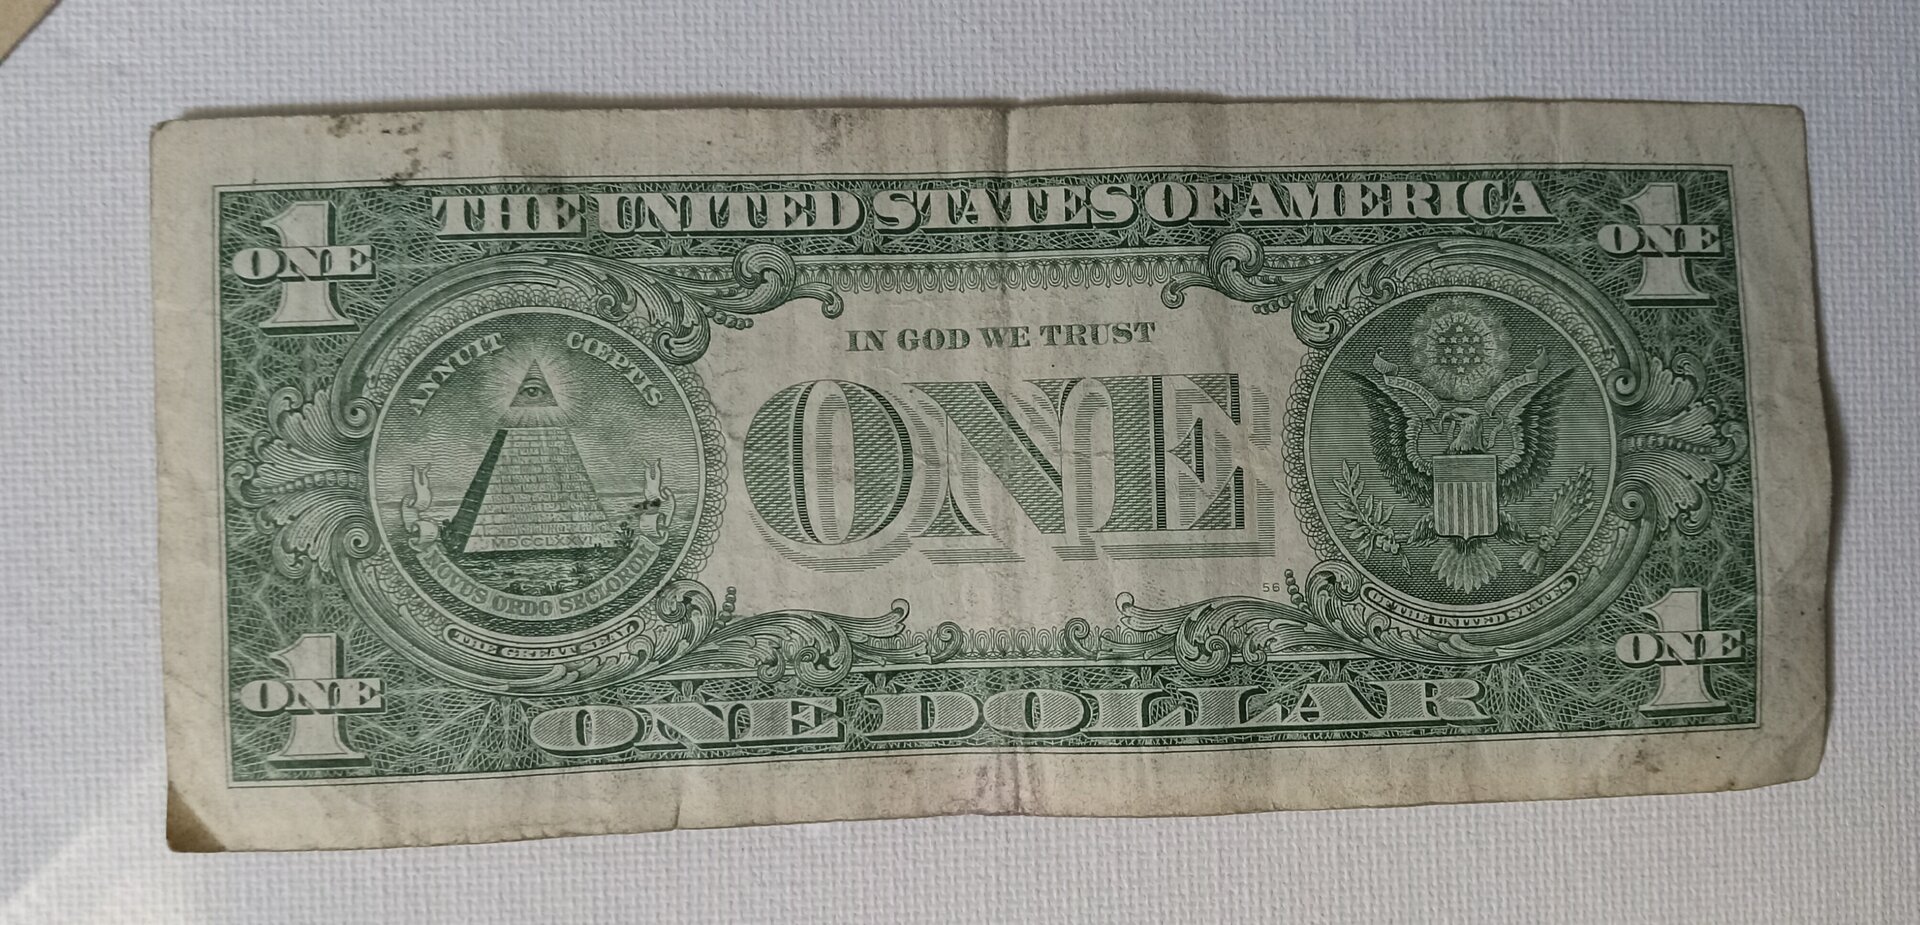 THE UNITED STATES OF AMERICA
1
ONE
1
ONE
ANNUIT CŒPTIS
IN GOD WE TRUST
ONE
MDCCLXXVI
NOVUS ORDO SECLORUM
THE GREAT SEAL
56
OF THE UNITED STATES
1
ONE
1
ONE
ONE DOLLAR